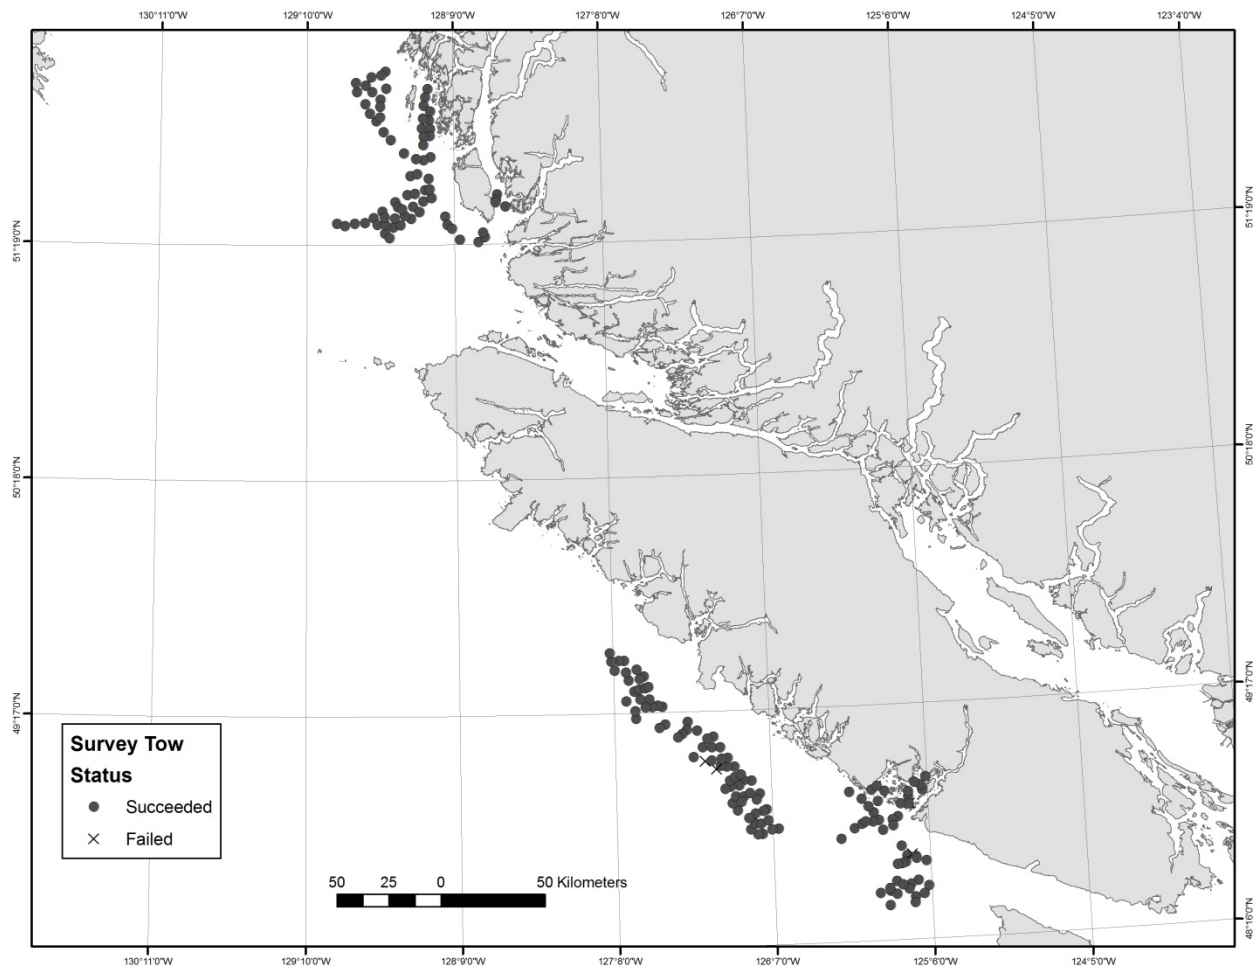 130°11'0"W 129°10'0"W 128°9'0"W 127°8'0"W 126°7'0"W 125°6'0"W 124°5'0"W 123°4'0"W
51°19'0"N 51°19'0"N
50°18'0"N 50°18'0"N
49°17'0"N 49°17'0"N
48°16'0"N
Survey Tow
Status
Succeeded
Failed
50 25 0 50 Kilometers
130°11'0"W 129°10'0"W 128°9'0"W 127°8'0"W 126°7'0"W 125°6'0"W 124°5'0"W